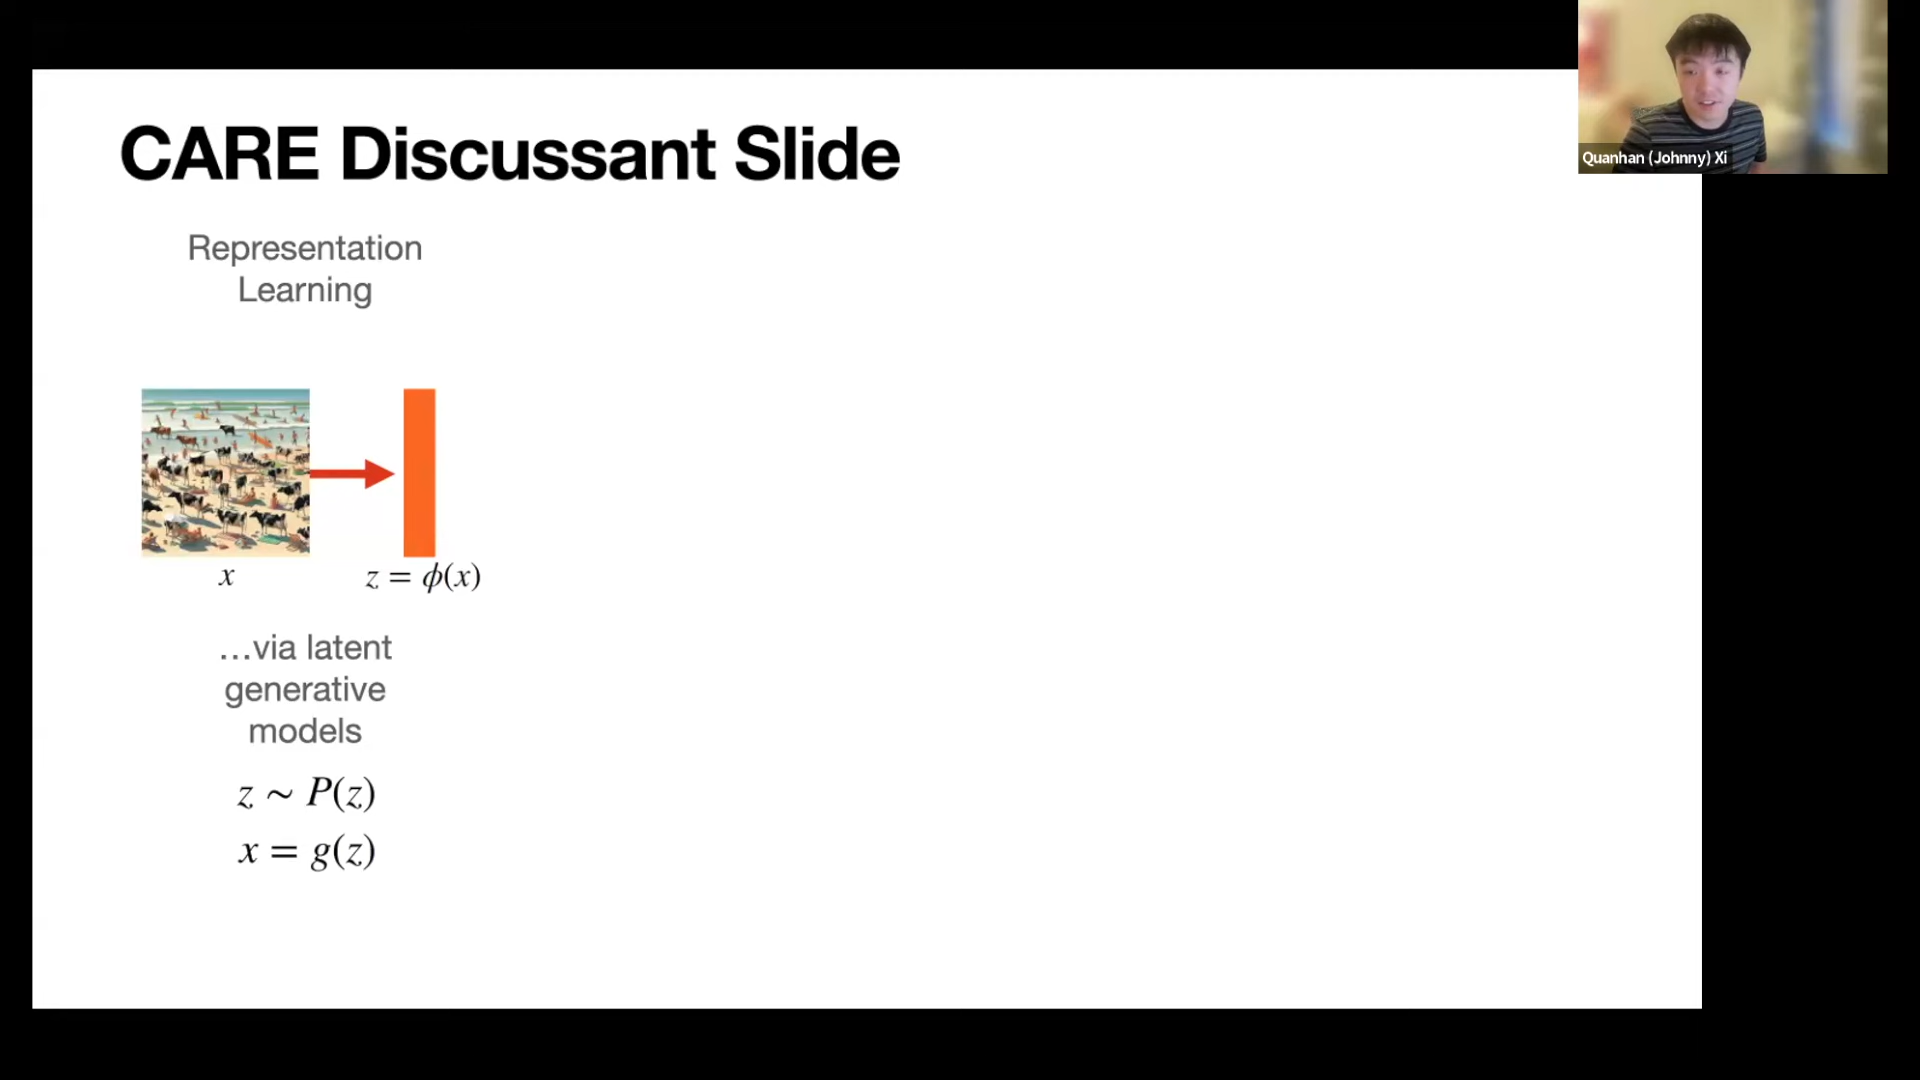 CARE Discussant Slide
Quanhan (Johnny) Xi
Representation
Learning
x
z = ϕ(x)
…via latent
generative
models
z ∼ P(z)
x = g(z)